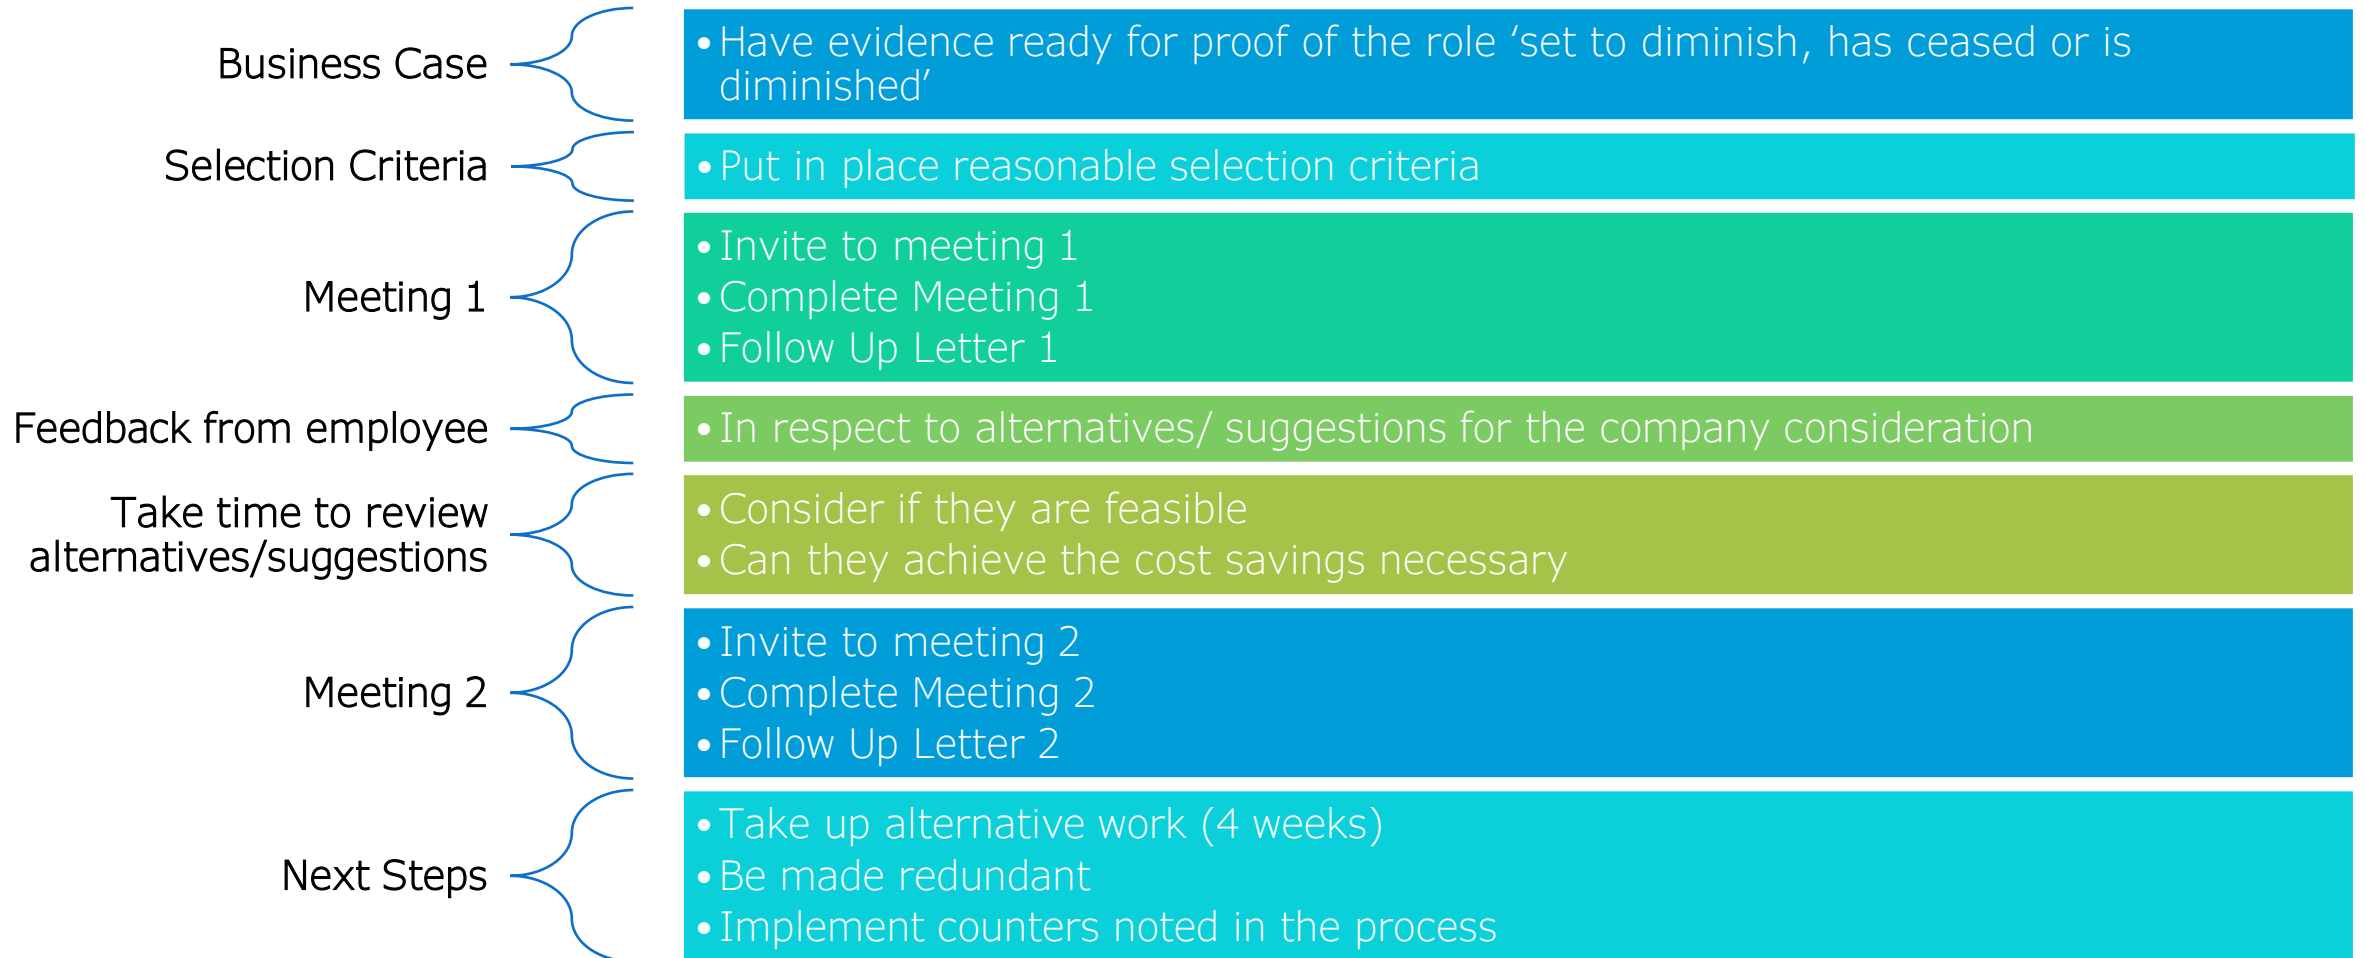 Business Case
• Have evidence ready for proof of the role ‘set to diminish, has ceased or is
diminished’
Selection Criteria
• Put in place reasonable selection criteria
Meeting 1
• Invite to meeting 1
• Complete Meeting 1
• Follow Up Letter 1
Feedback from employee
• In respect to alternatives/ suggestions for the company consideration
Take time to review
alternatives/suggestions
• Consider if they are feasible
• Can they achieve the cost savings necessary
Meeting 2
• Invite to meeting 2
• Complete Meeting 2
• Follow Up Letter 2
Next Steps
• Take up alternative work (4 weeks)
• Be made redundant
• Implement counters noted in the process